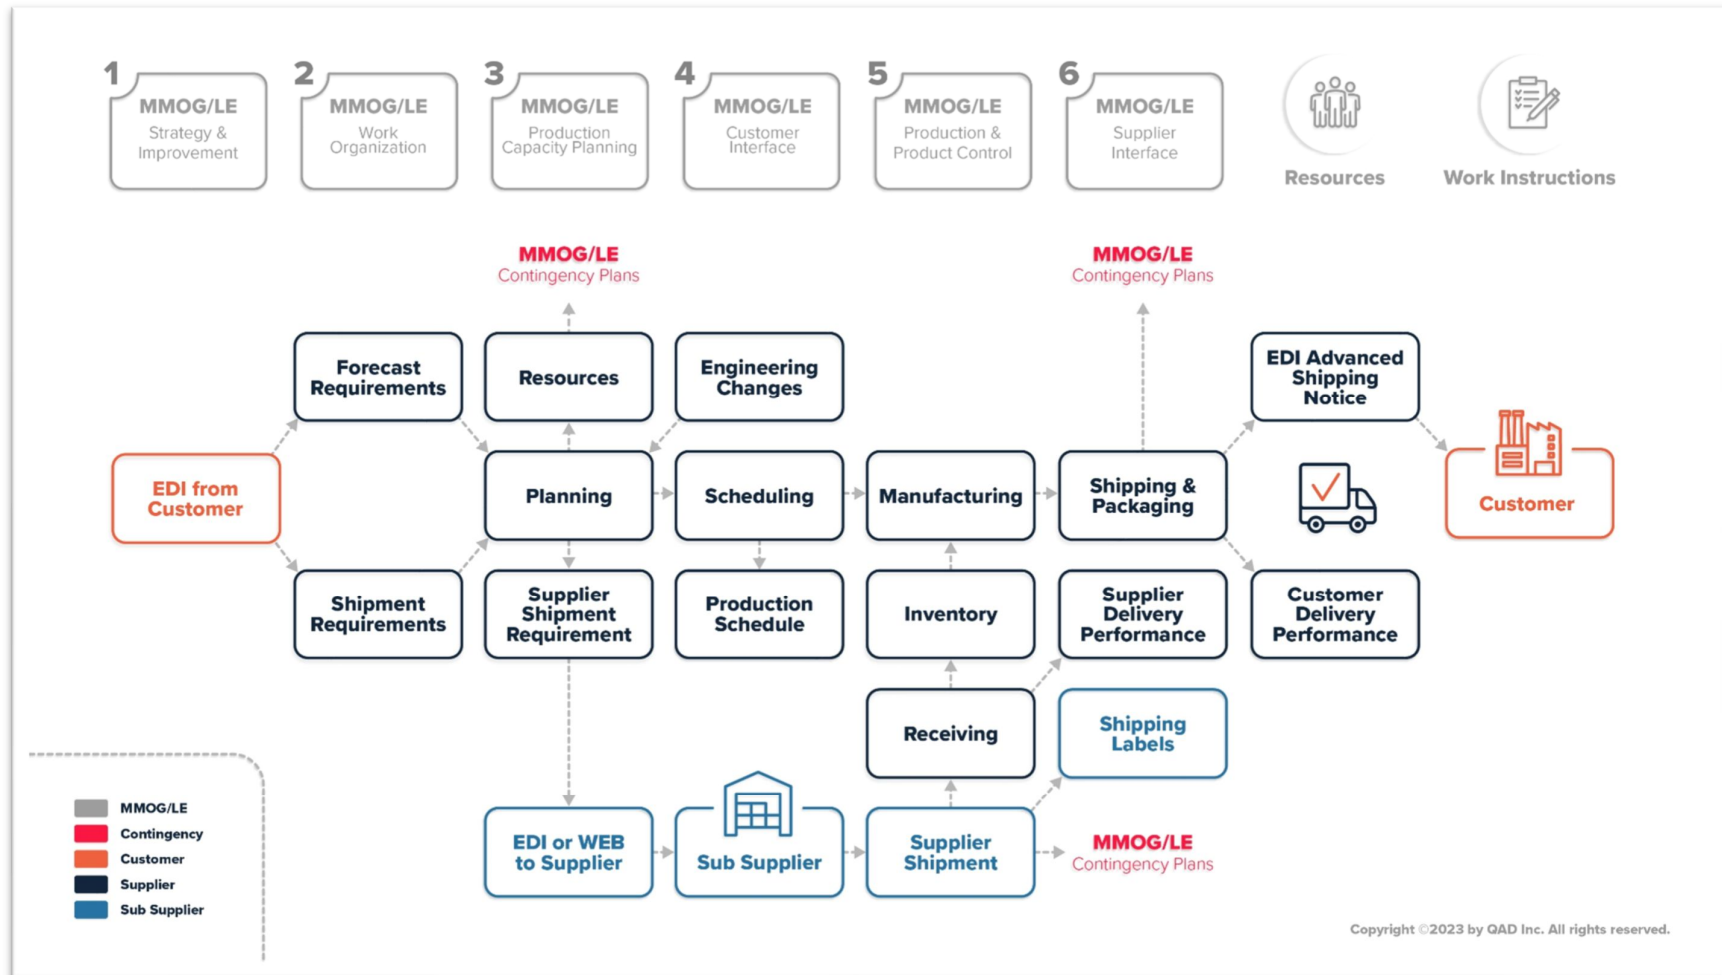 1
MMOG/LE
Strategy &
Improvement
2
MMOG/LE
Work
Organization
3
MMOG/LE
Production
Capacity Planning
4
MMOG/LE
Customer
Interface
5
MMOG/LE
Production &
Product Control
6
MMOG/LE
Supplier
Interface
Resources
Work Instructions
MMOG/LE
Contingency Plans
MMOG/LE
Contingency Plans
Forecast
Requirements
Resources
Engineering
Changes
EDI Advanced
Shipping
Notice
EDI from
Customer
Planning
Scheduling
Manufacturing
Shipping &
Packaging
Customer
Shipment
Requirements
Supplier
Shipment
Requirement
Production
Schedule
Inventory
Supplier
Delivery
Performance
Customer
Delivery
Performance
Receiving
Shipping
Labels
EDI or WEB
to Supplier
Sub Supplier
Supplier
Shipment
MMOG/LE
Contingency Plans
MMOG/LE
Contingency
Customer
Supplier
Sub Supplier
Copyright ©2023 by QAD Inc. All rights reserved.